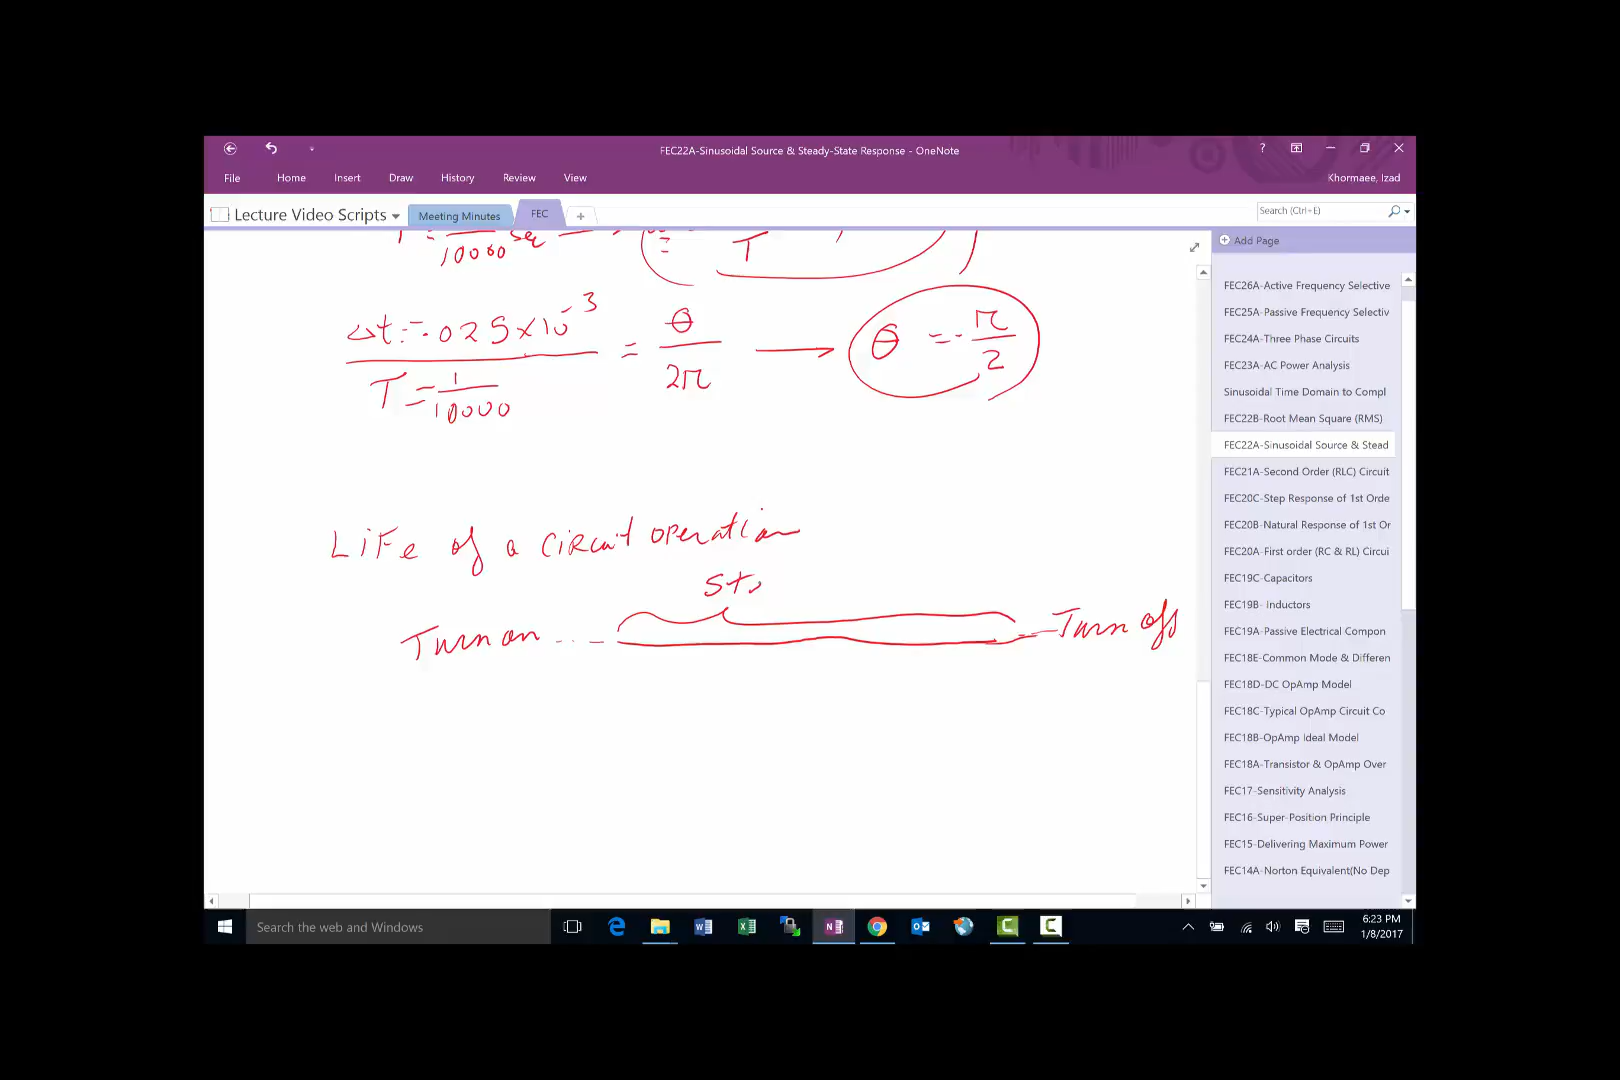 FEC22A-Sinusoidal Source & Steady-State Response - OneNote
?
File Home Insert Draw History Review View
Khormaee, Izad
Lecture Video Scripts
Meeting Minutes
FEC
Search (Ctrl+E)
Add Page
10000
T
Δt = -.025×10⁻³
T = 1/10000
= θ/2π
θ = -π/2
LiFe of a circuit operation
st
Turn on
Turn off
FEC26A-Active Frequency Selective
FEC25A-Passive Frequency Selectiv
FEC24A-Three Phase Circuits
FEC23A-AC Power Analysis
Sinusoidal Time Domain to Compl
FEC22B-Root Mean Square (RMS)
FEC22A-Sinusoidal Source & Stead
FEC21A-Second Order (RLC) Circuit
FEC20C-Step Response of 1st Orde
FEC20B-Natural Response of 1st Or
FEC20A-First order (RC & RL) Circui
FEC19C-Capacitors
FEC19B- Inductors
FEC19A-Passive Electrical Compon
FEC18E-Common Mode & Differen
FEC18D-DC OpAmp Model
FEC18C-Typical OpAmp Circuit Co
FEC18B-OpAmp Ideal Model
FEC18A-Transistor & OpAmp Over
FEC17-Sensitivity Analysis
FEC16-Super-Position Principle
FEC15-Delivering Maximum Power
FEC14A-Norton Equivalent(No Dep
Search the web and Windows
6:23 PM
1/8/2017